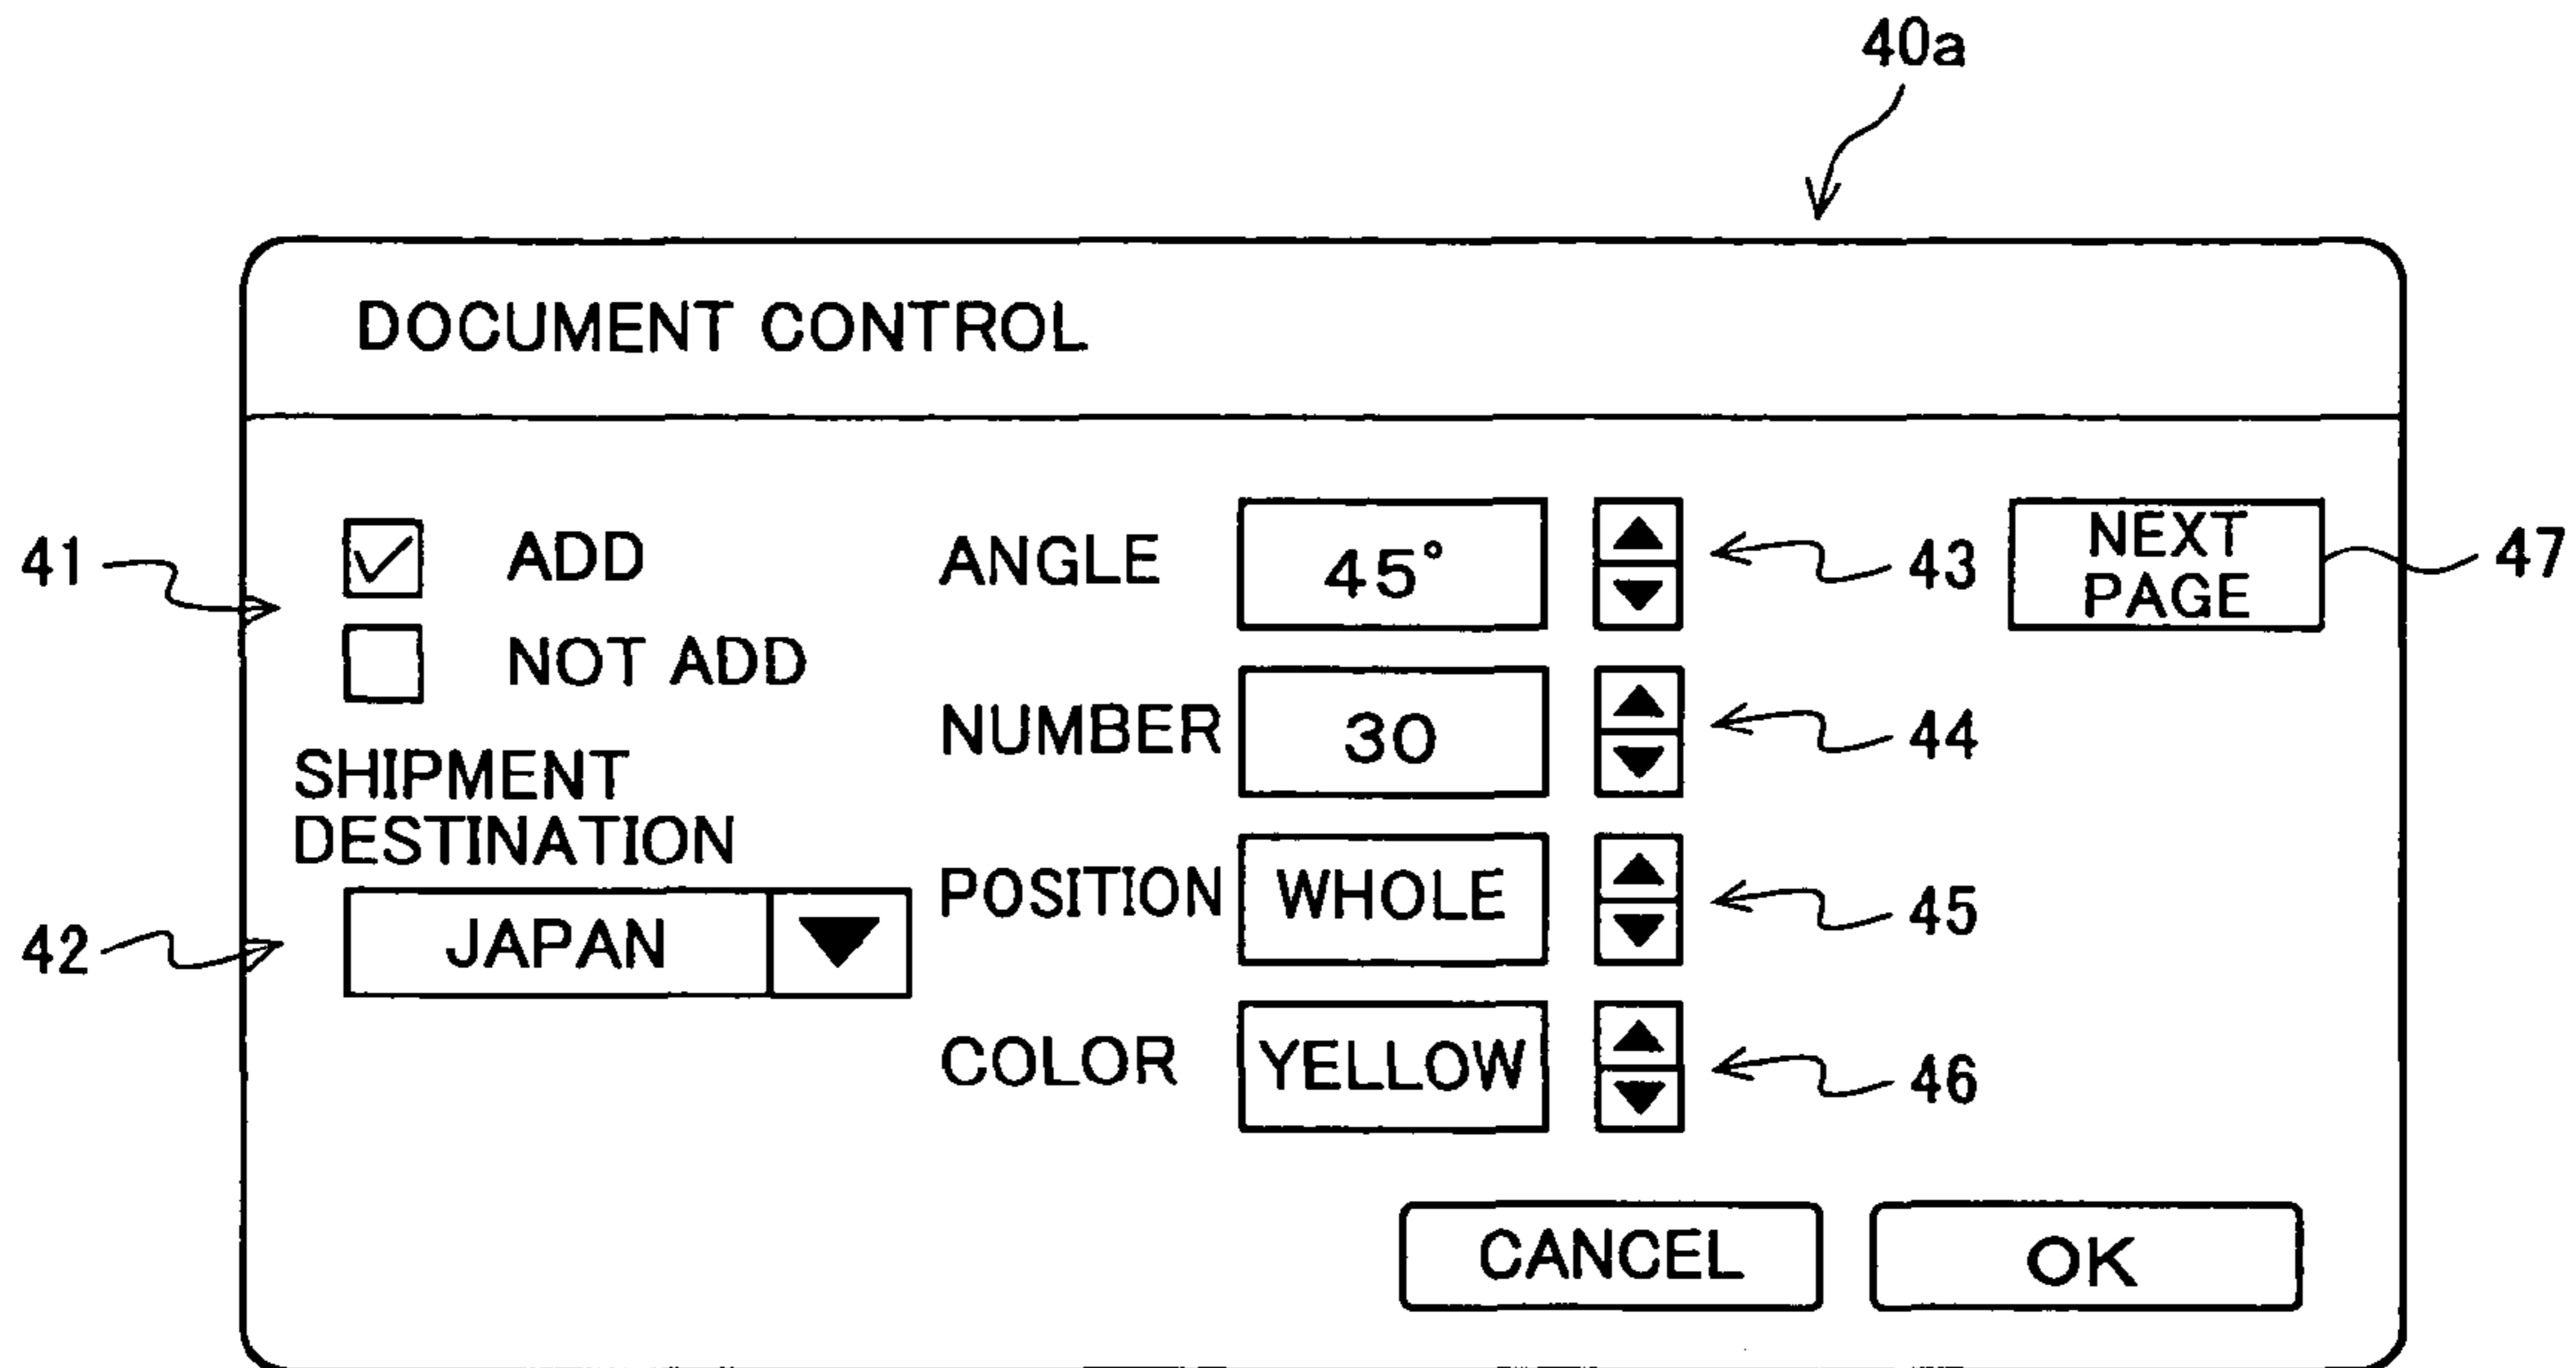 40a
DOCUMENT CONTROL
41
ADD
NOT ADD
SHIPMENT
DESTINATION
42
JAPAN
ANGLE 45° 43
NUMBER 30 44
POSITION WHOLE 45
COLOR YELLOW 46
NEXT
PAGE
47
CANCEL OK